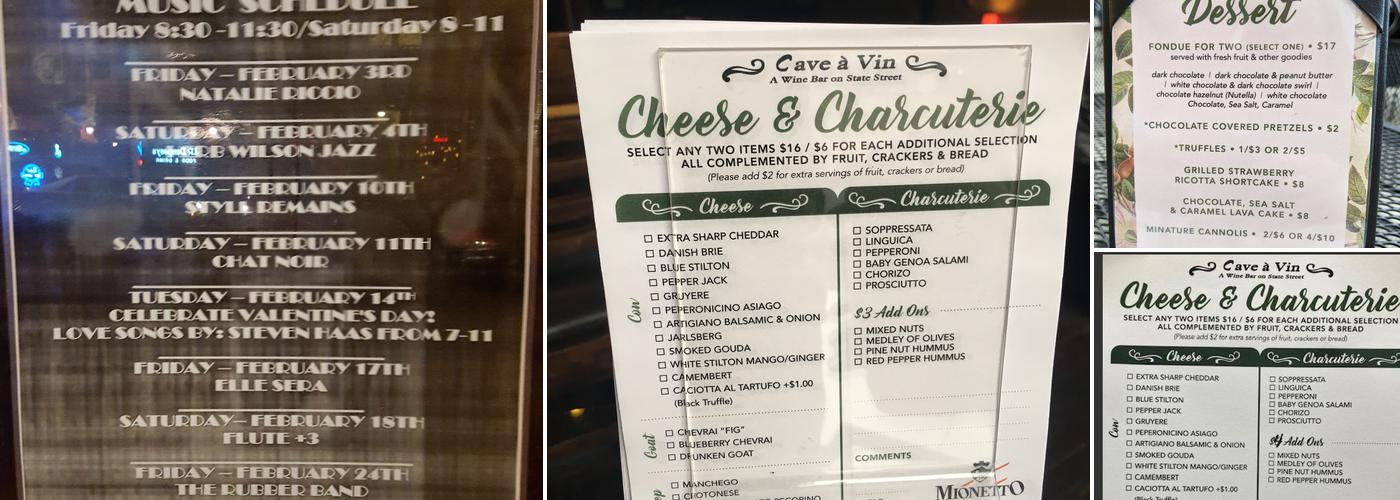 MUSIC SCHEDULE
Friday 8:30-11:30/Saturday 8-11
FRIDAY – FEBRUARY 3RD
NATALIE RICCIO
SATURDAY – FEBRUARY 4TH
WILSON JAZZ
FRIDAY – FEBRUARY 10TH
STYLE REMAINS
SATURDAY – FEBRUARY 11TH
CHAT NOIR
TUESDAY – FEBRUARY 14TH
CELEBRATE VALENTINE'S DAY!
LOVE SONGS BY: STEVEN HAAS FROM 7-11
FRIDAY – FEBRUARY 17TH
ELLE SERA
SATURDAY – FEBRUARY 18TH
FLUTE +3
FRIDAY – FEBRUARY 24TH
THE RUBBER BAND
Cave à Vin
A Wine Bar on State Street
Cheese & Charcuterie
SELECT ANY TWO ITEMS $16 / $6 FOR EACH ADDITIONAL SELECTION
ALL COMPLEMENTED BY FRUIT, CRACKERS & BREAD
(Please add $2 for extra servings of fruit, crackers or bread)
Cheese
Cow
EXTRA SHARP CHEDDAR
DANISH BRIE
BLUE STILTON
PEPPER JACK
GRUYERE
PEPERONICINO ASIAGO
ARTIGIANO BALSAMIC & ONION
JARLSBERG
SMOKED GOUDA
WHITE STILTON MANGO/GINGER
CAMEMBERT
CACIOTTA AL TARTUFO +$1.00
(Black Truffle)
Goat
CHEVRAI "FIG"
BLUEBERRY CHEVRAI
DRUNKEN GOAT
MANCHEGO
Charcuterie
SOPPRESSATA
LINGUICA
PEPPERONI
BABY GENOA SALAMI
CHORIZO
PROSCIUTTO
$3 Add Ons
MIXED NUTS
MEDLEY OF OLIVES
PINE NUT HUMMUS
RED PEPPER HUMMUS
COMMENTS
MIONETTO
Dessert
FONDUE FOR TWO (SELECT ONE) • $17
served with fresh fruit & other goodies
dark chocolate | dark chocolate & peanut butter
| white chocolate & dark chocolate swirl |
chocolate hazelnut (Nutella) | white chocolate
Chocolate, Sea Salt, Caramel
*CHOCOLATE COVERED PRETZELS • $2
*TRUFFLES • 1/$3 OR 2/$5
GRILLED STRAWBERRY
RICOTTA SHORTCAKE • $8
CHOCOLATE, SEA SALT
& CARAMEL LAVA CAKE • $8
MINATURE CANNOLIS • 2/$6 OR 4/$10
Cave à Vin
A Wine Bar on State Street
Cheese & Charcuterie
SELECT ANY TWO ITEMS $16 / $6 FOR EACH ADDITIONAL SELECTION
ALL COMPLEMENTED BY FRUIT, CRACKERS & BREAD
(Please add $2 for extra servings of fruit, crackers or bread)
Cheese
Cow
EXTRA SHARP CHEDDAR
DANISH BRIE
BLUE STILTON
PEPPER JACK
GRUYERE
PEPERONICINO ASIAGO
ARTIGIANO BALSAMIC & ONION
SMOKED GOUDA
WHITE STILTON MANGO/GINGER
CAMEMBERT
CACIOTTA AL TARTUFO +$1.00
Charcuterie
SOPPRESSATA
LINGUICA
PEPPERONI
BABY GENOA SALAMI
CHORIZO
PROSCIUTTO
$4 Add Ons
MIXED NUTS
MEDLEY OF OLIVES
PINE NUT HUMMUS
RED PEPPER HUMMUS